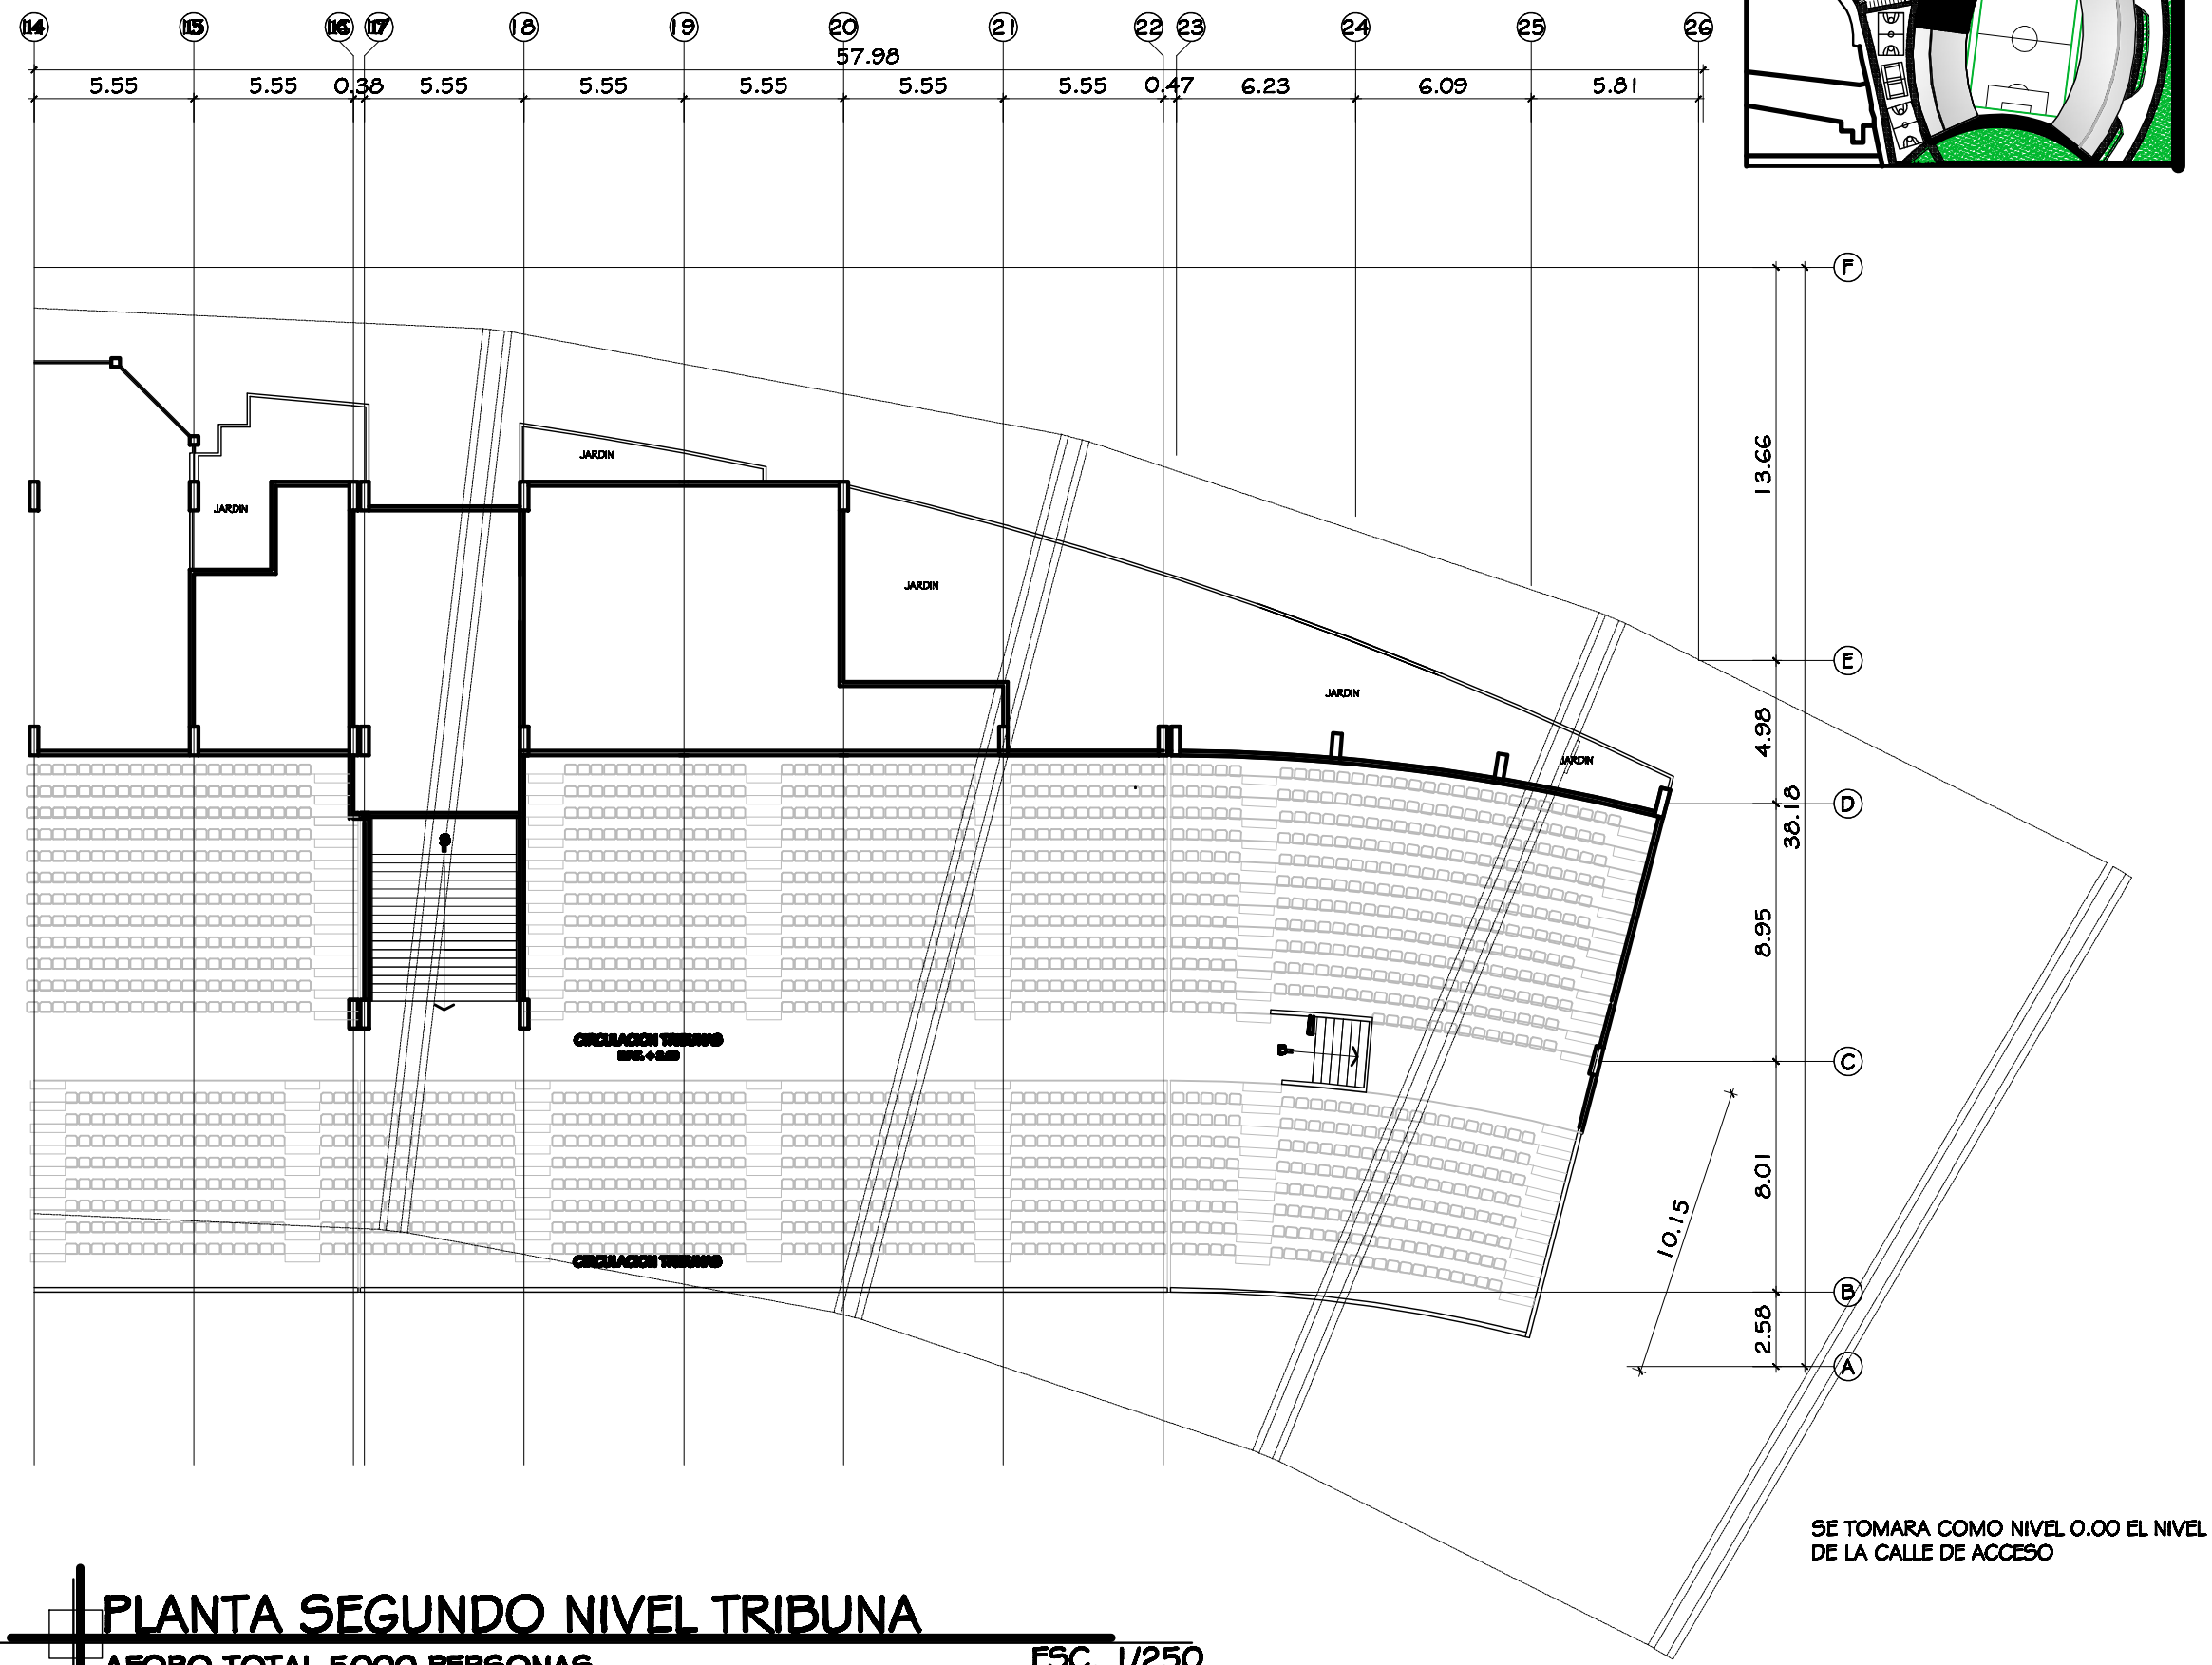 14 15 16 17 18 19 20 21 22 23 24 25 26
57.98
5.55 5.55 0.38 5.55 5.55 5.55 5.55 5.55 0.47 6.23 6.09 5.81
F
13.66
JARDIN
JARDIN
JARDIN
E
JARDIN
4.98
JARDIN
38.18
D
S
8.95
CIRCULACION TRIBUNAS
C
8.01
10.15
CIRCULACION TRIBUNAS
B
2.58
A
SE TOMARA COMO NIVEL 0.00 EL NIVEL
DE LA CALLE DE ACCESO
PLANTA SEGUNDO NIVEL TRIBUNA
AFORO TOTAL 5000 PERSONAS
ESC 1/250